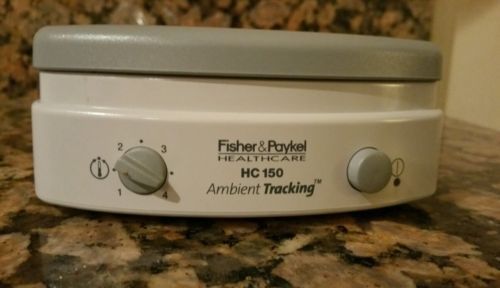 Fisher & Paykel
HEALTHCARE
HC 150
Ambient Tracking™
2 3
1 4